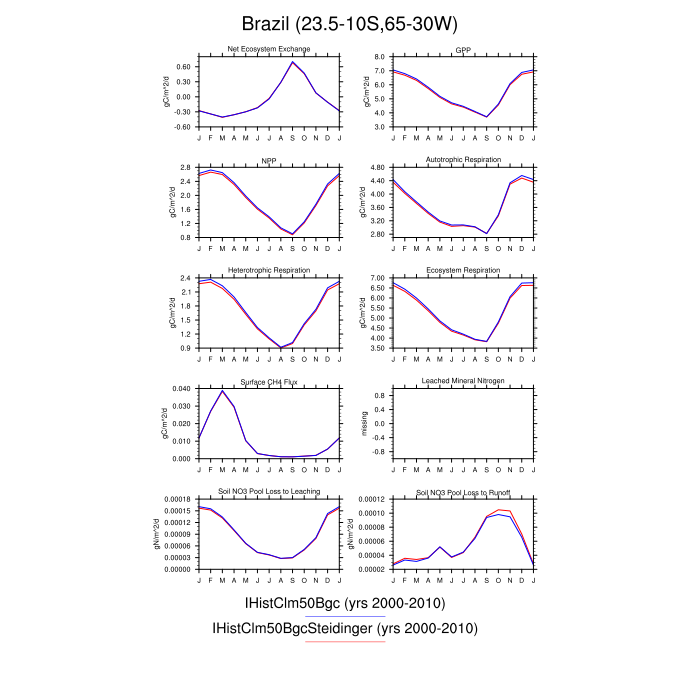 Brazil (23.5-10S,65-30W)
Net Ecosystem Exchange
gC/m^2/d
0.60
0.30
0.00
-0.30
-0.60
J F M A M J J A S O N D J
GPP
gC/m^2/d
8.0
7.0
6.0
5.0
4.0
3.0
J F M A M J J A S O N D J
NPP
gC/m^2/d
2.8
2.4
2.0
1.6
1.2
0.8
J F M A M J J A S O N D J
Autotrophic Respiration
gC/m^2/d
4.80
4.40
4.00
3.60
3.20
2.80
J F M A M J J A S O N D J
Heterotrophic Respiration
gC/m^2/d
2.4
2.1
1.8
1.5
1.2
0.9
J F M A M J J A S O N D J
Ecosystem Respiration
gC/m^2/d
7.00
6.50
6.00
5.50
5.00
4.50
4.00
3.50
J F M A M J J A S O N D J
Surface CH4 Flux
gC/m^2/d
0.040
0.030
0.020
0.010
0.000
J F M A M J J A S O N D J
Leached Mineral Nitrogen
missing
0.8
0.4
-0.0
-0.4
-0.8
J F M A M J J A S O N D J
Soil NO3 Pool Loss to Leaching
gN/m^2/d
0.00018
0.00015
0.00012
0.00009
0.00006
0.00003
0.00000
J F M A M J J A S O N D J
Soil NO3 Pool Loss to Runoff
gN/m^2/d
0.00012
0.00010
0.00008
0.00006
0.00004
0.00002
J F M A M J J A S O N D J
IHistClm50Bgc (yrs 2000-2010)
IHistClm50BgcSteidinger (yrs 2000-2010)